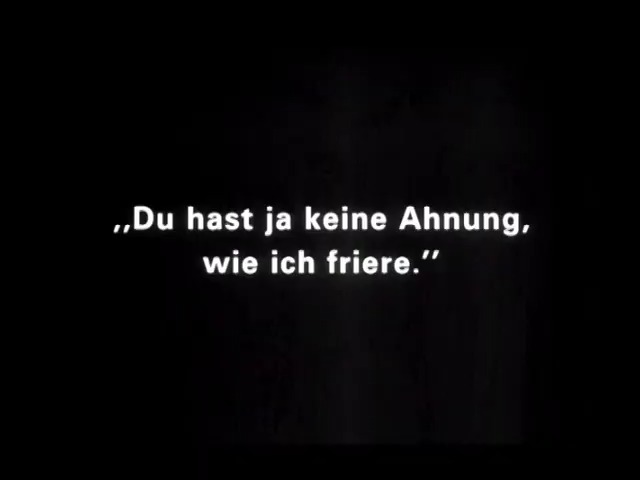 ,,Du hast ja keine Ahnung,
wie ich friere.’’